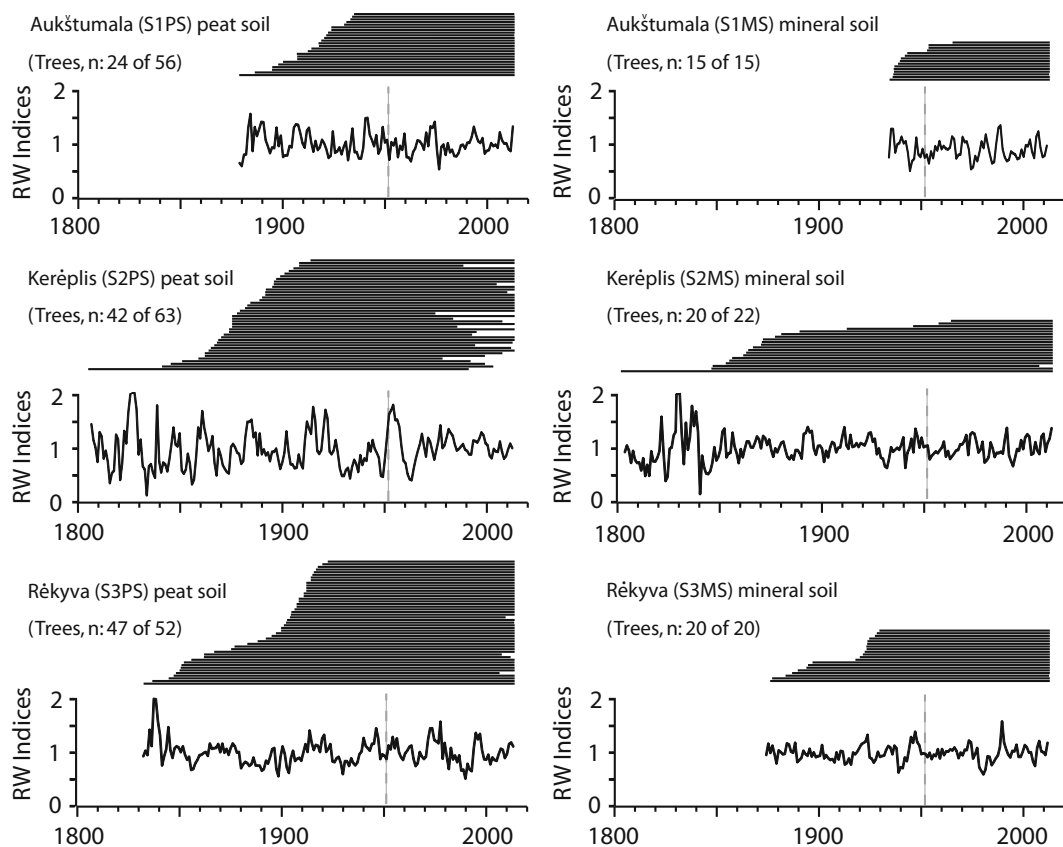 Aukštumala (S1PS) peat soil
(Trees, n: 24 of 56)
RW Indices
2
1
0
1800 1900 2000
Aukštumala (S1MS) mineral soil
(Trees, n: 15 of 15)
RW Indices
2
1
0
1800 1900 2000
Kerėplis (S2PS) peat soil
(Trees, n: 42 of 63)
RW Indices
2
1
0
1800 1900 2000
Kerėplis (S2MS) mineral soil
(Trees, n: 20 of 22)
RW Indices
2
1
0
1800 1900 2000
Rėkyva (S3PS) peat soil
(Trees, n: 47 of 52)
RW Indices
2
1
0
1800 1900 2000
Rėkyva (S3MS) mineral soil
(Trees, n: 20 of 20)
RW Indices
2
1
0
1800 1900 2000